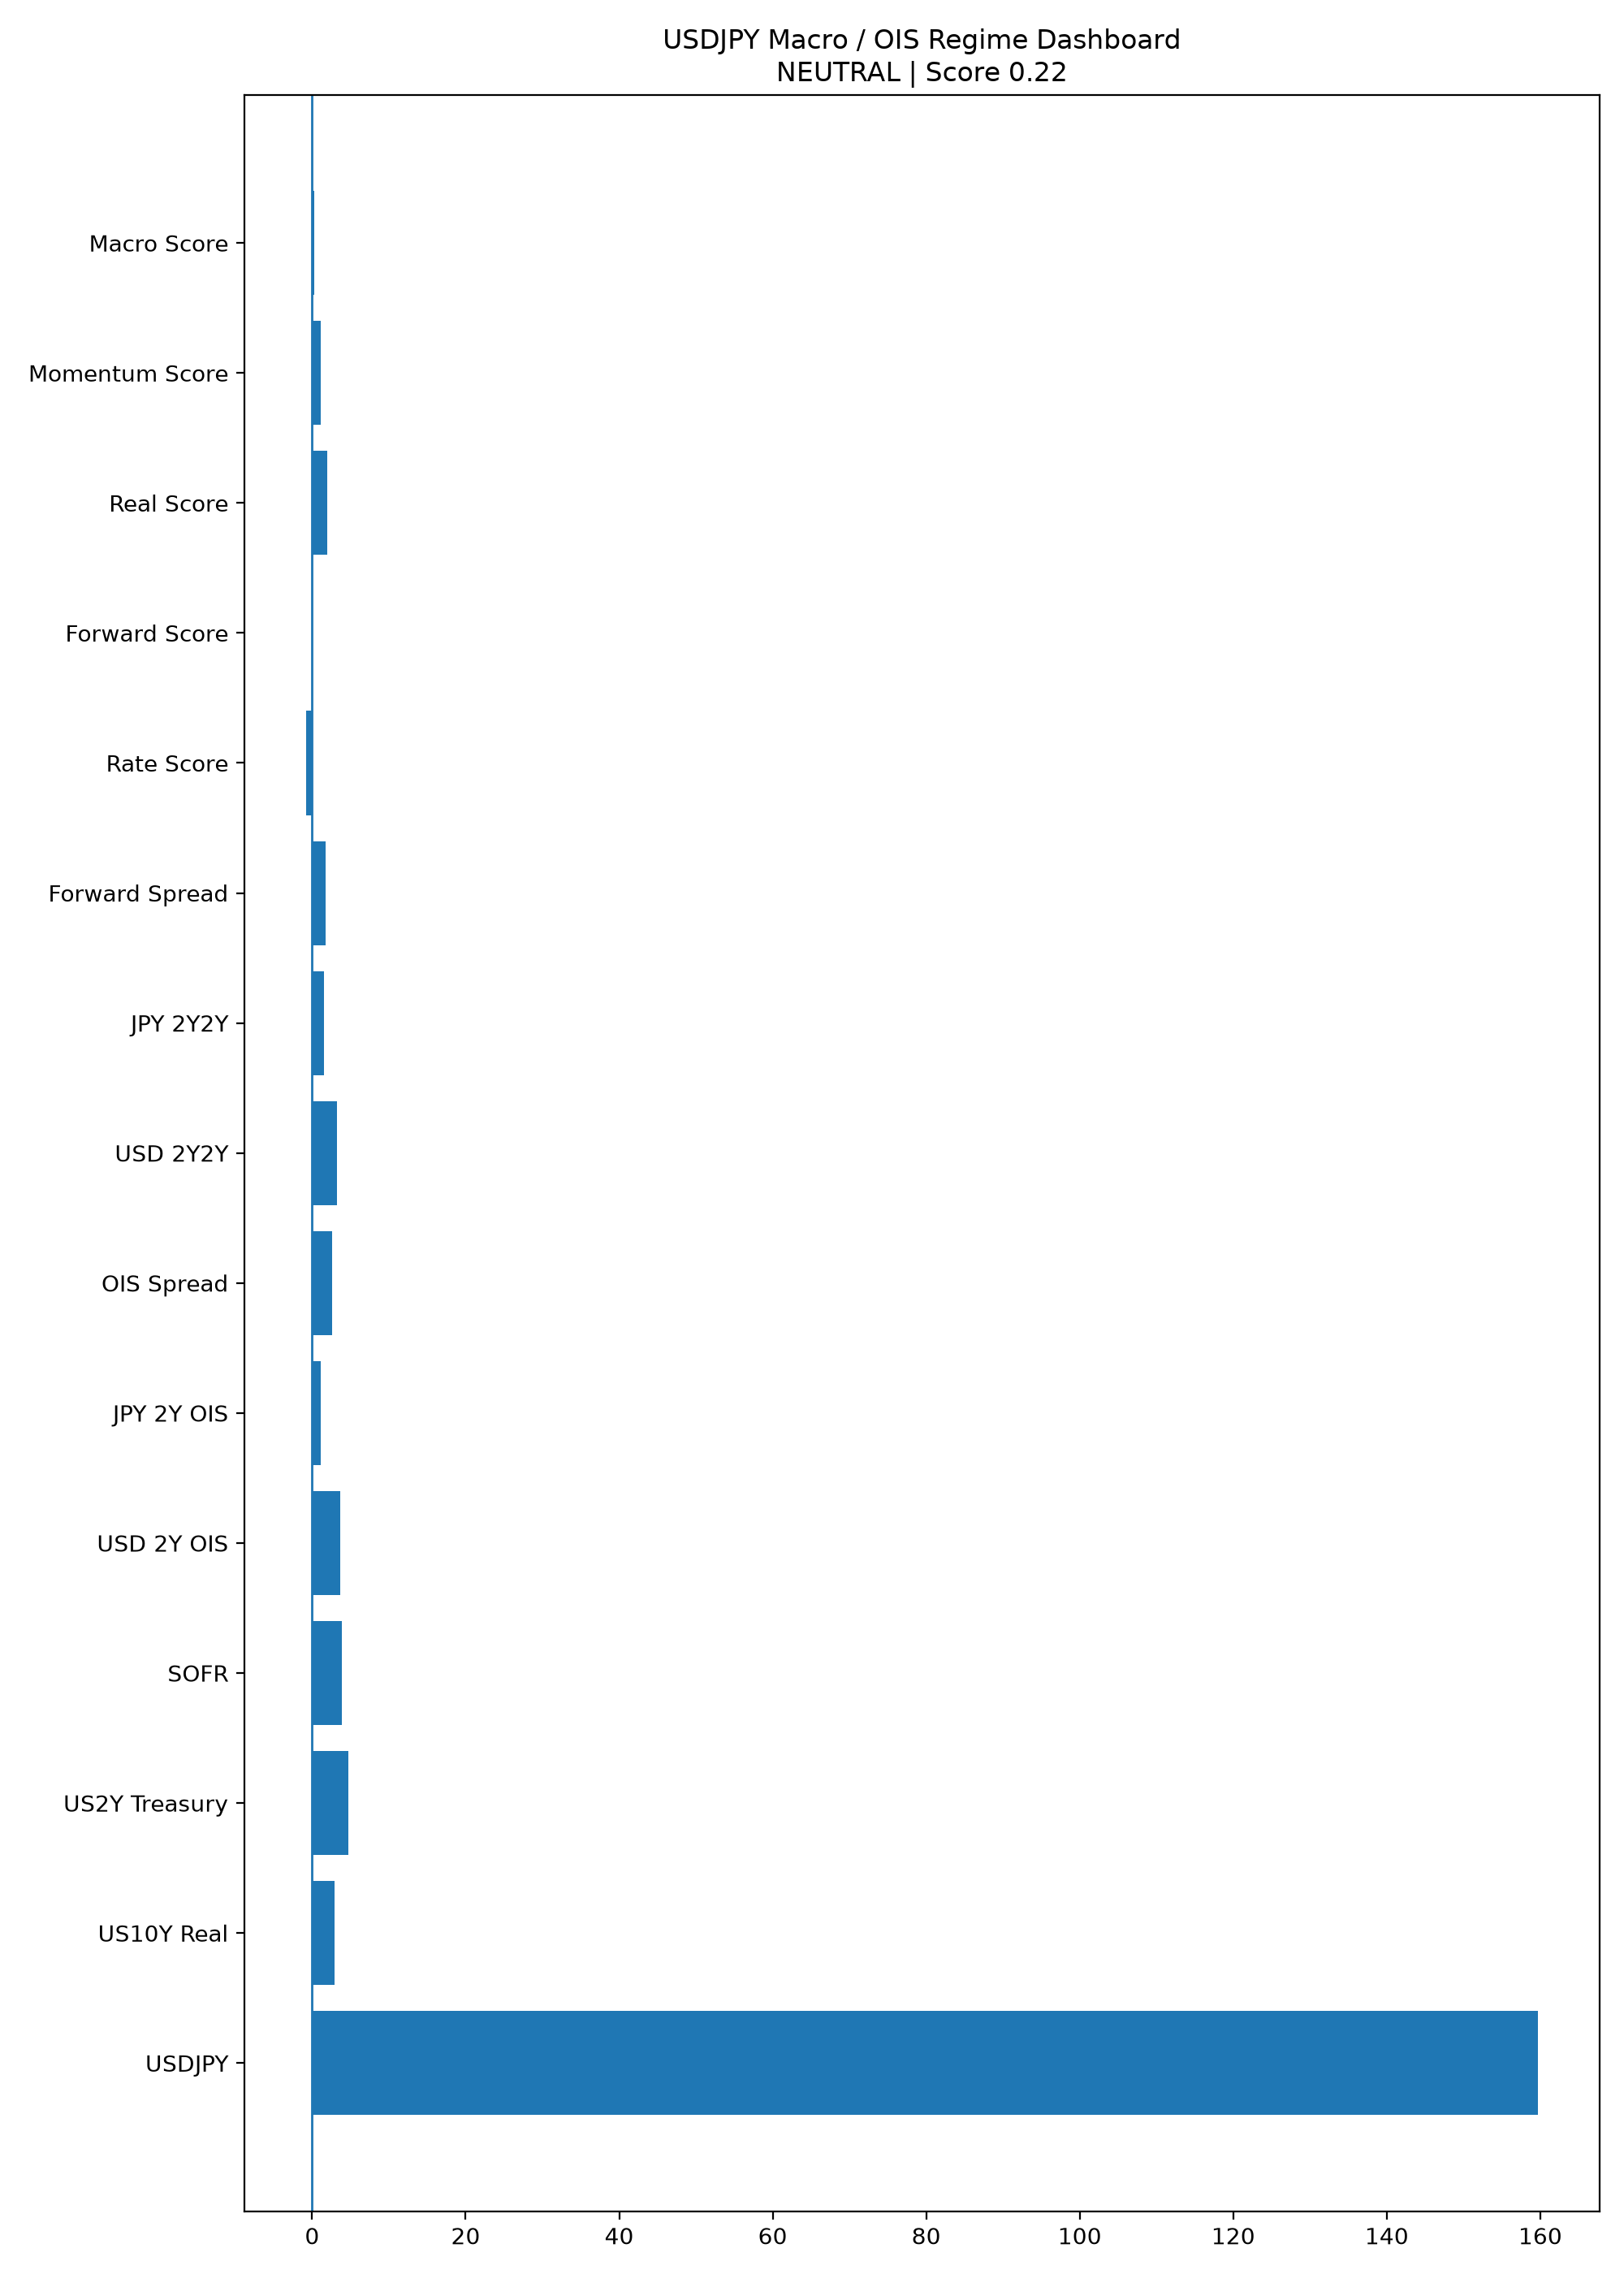 USDJPY Macro / OIS Regime Dashboard
NEUTRAL | Score 0.22
Macro Score
Momentum Score
Real Score
Forward Score
Rate Score
Forward Spread
JPY 2Y2Y
USD 2Y2Y
OIS Spread
JPY 2Y OIS
USD 2Y OIS
SOFR
US2Y Treasury
US10Y Real
USDJPY
0 20 40 60 80 100 120 140 160